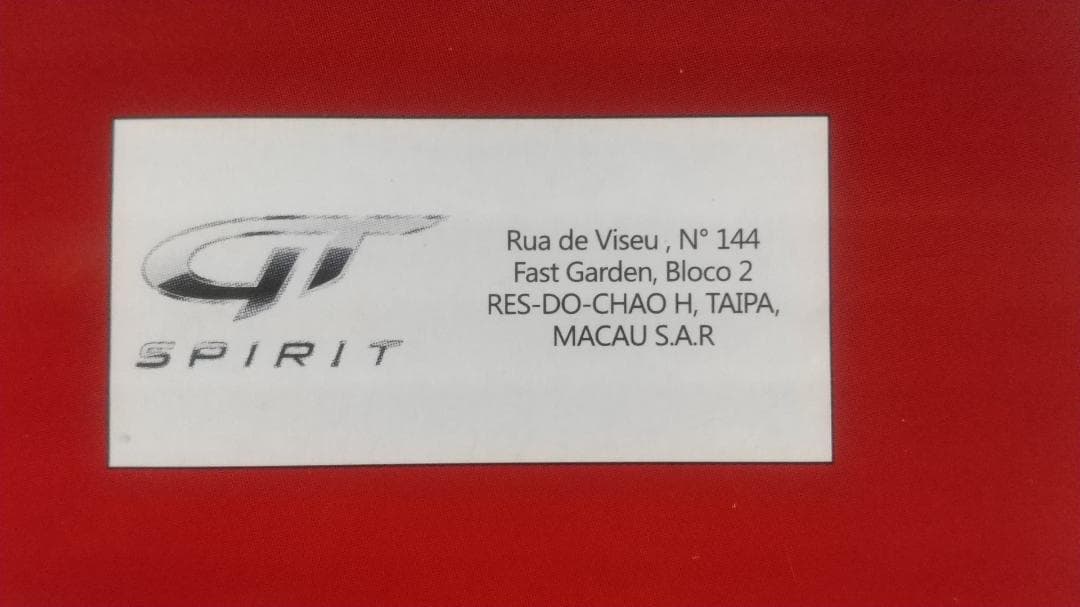 GT
SPIRIT
Rua de Viseu , N° 144
Fast Garden, Bloco 2
RES-DO-CHAO H, TAIPA,
MACAU S.A.R